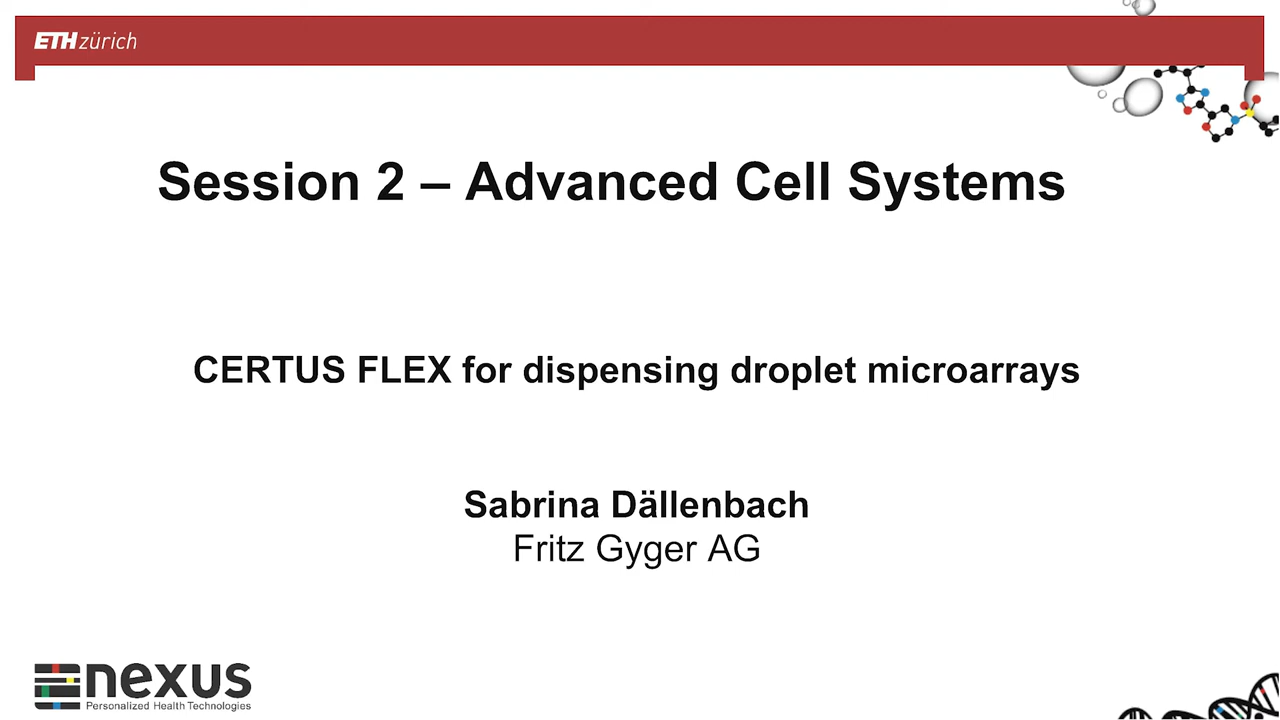 ETH zürich
Session 2 – Advanced Cell Systems
CERTUS FLEX for dispensing droplet microarrays
Sabrina Dällenbach
Fritz Gyger AG
nexus
Personalized Health Technologies